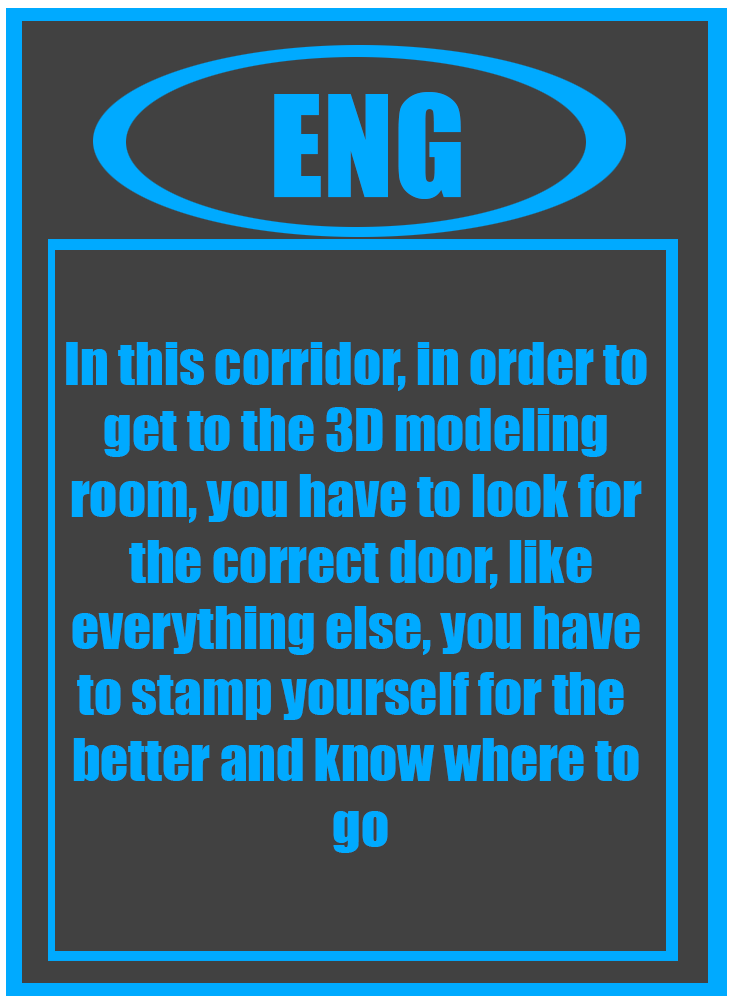 ENG
In this corridor, in order to
get to the 3D modeling
room, you have to look for
the correct door, like
everything else, you have
to stamp yourself for the
better and know where to
go